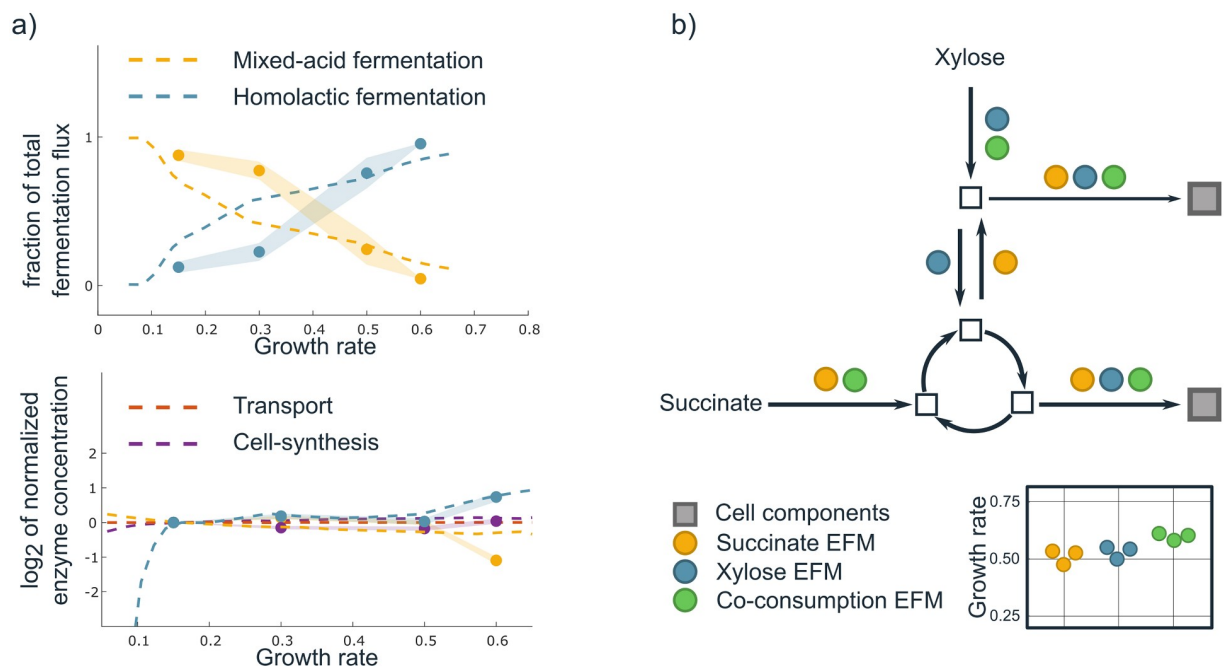 a)
Mixed-acid fermentation
Homolactic fermentation
fraction of total
fermentation flux
1
0
0
0.1
0.2
0.3
0.4
0.5
0.6
0.7
0.8
Growth rate
Transport
Cell-synthesis
log2 of normalized
enzyme concentration
2
1
0
-1
-2
0.1
0.2
0.3
0.4
0.5
0.6
Growth rate
b)
Xylose
Succinate
Cell components
Succinate EFM
Xylose EFM
Co-consumption EFM
Growth rate
0.75
0.50
0.25